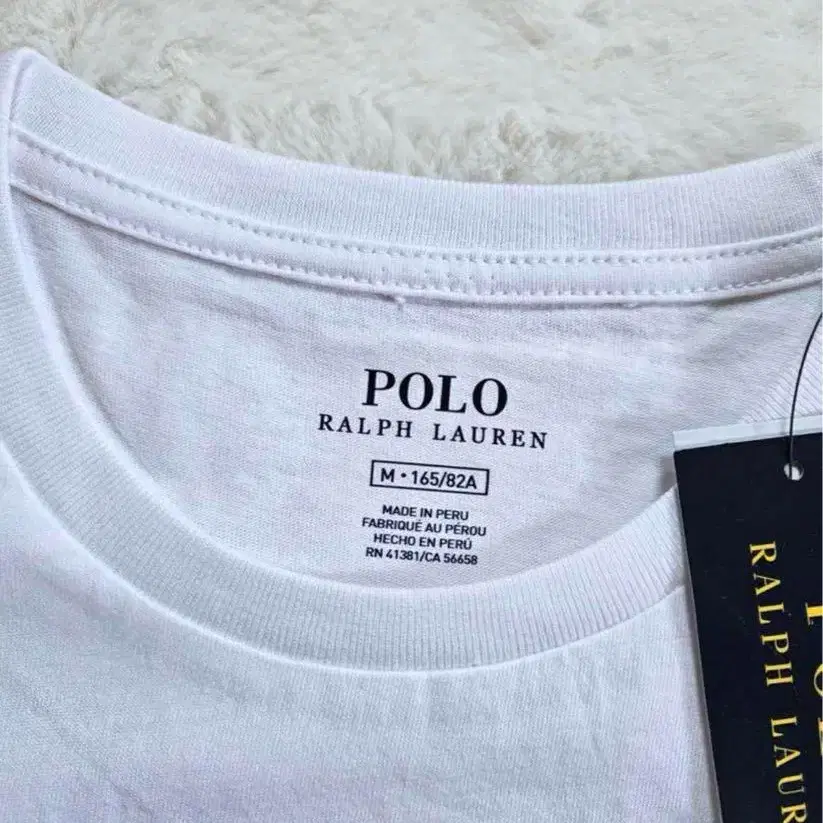 POLO
RALPH LAUREN
M • 165/82A
MADE IN PERU
FABRIQUÉ AU PÉROU
HECHO EN PERÚ
RN 41381/CA 56658
RALPH LAUR